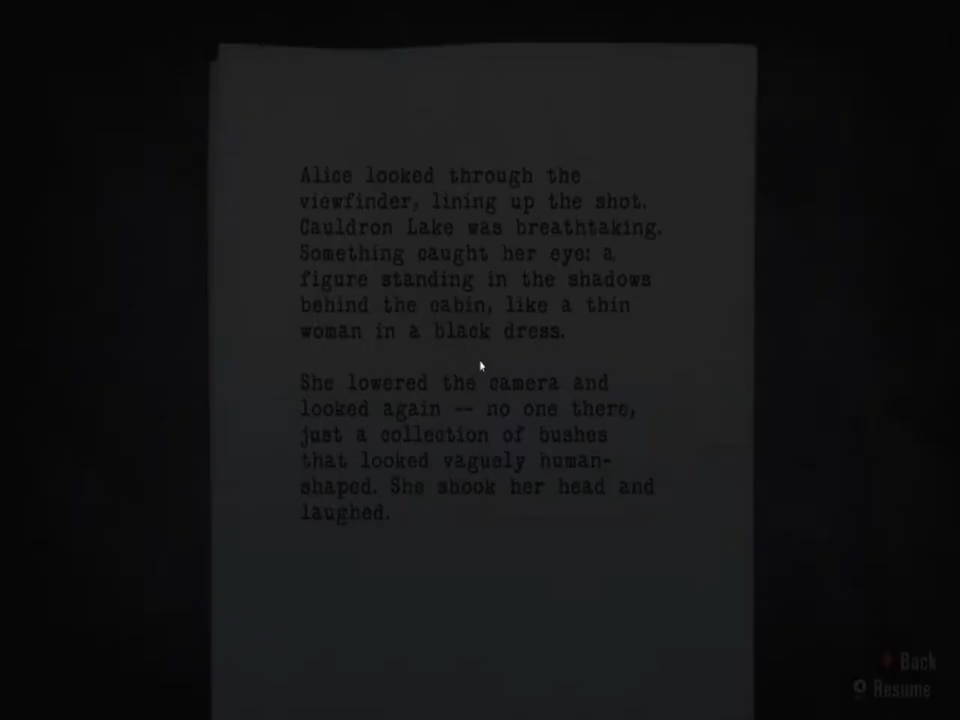 Alice looked through the
viewfinder, lining up the shot.
Cauldron Lake was breathtaking.
Something caught her eye: a
figure standing in the shadows
behind the cabin, like a thin
woman in a black dress.
She lowered the camera and
looked again -- no one there,
just a collection of bushes
that looked vaguely human-
shaped. She shook her head and
laughed.
Back
Resume